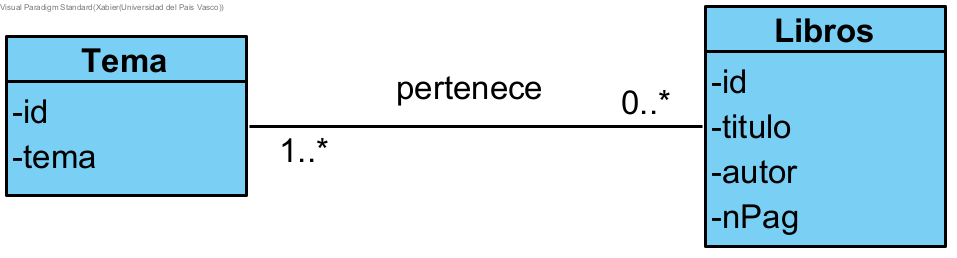 Visual Paradigm Standard(Xabier(Universidad del Pais Vasco))
Tema
-id
-tema
pertenece
1..*
0..*
Libros
-id
-titulo
-autor
-nPag